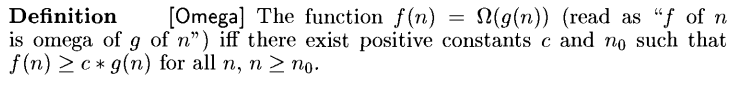 Definition [Omega] The function f(n) = Ω(g(n)) (read as “f of n
is omega of g of n”) iff there exist positive constants c and n₀ such that
f(n) ≥ c ∗ g(n) for all n, n ≥ n₀.